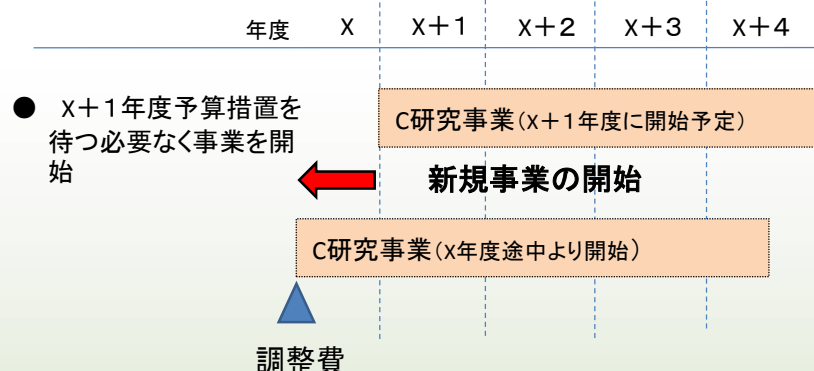 年度 X X+1 X+2 X+3 X+4
● X+1年度予算措置を
待つ必要なく事業を開
始
C研究事業(X+1年度に開始予定)
新規事業の開始
C研究事業(X年度途中より開始)
調整費